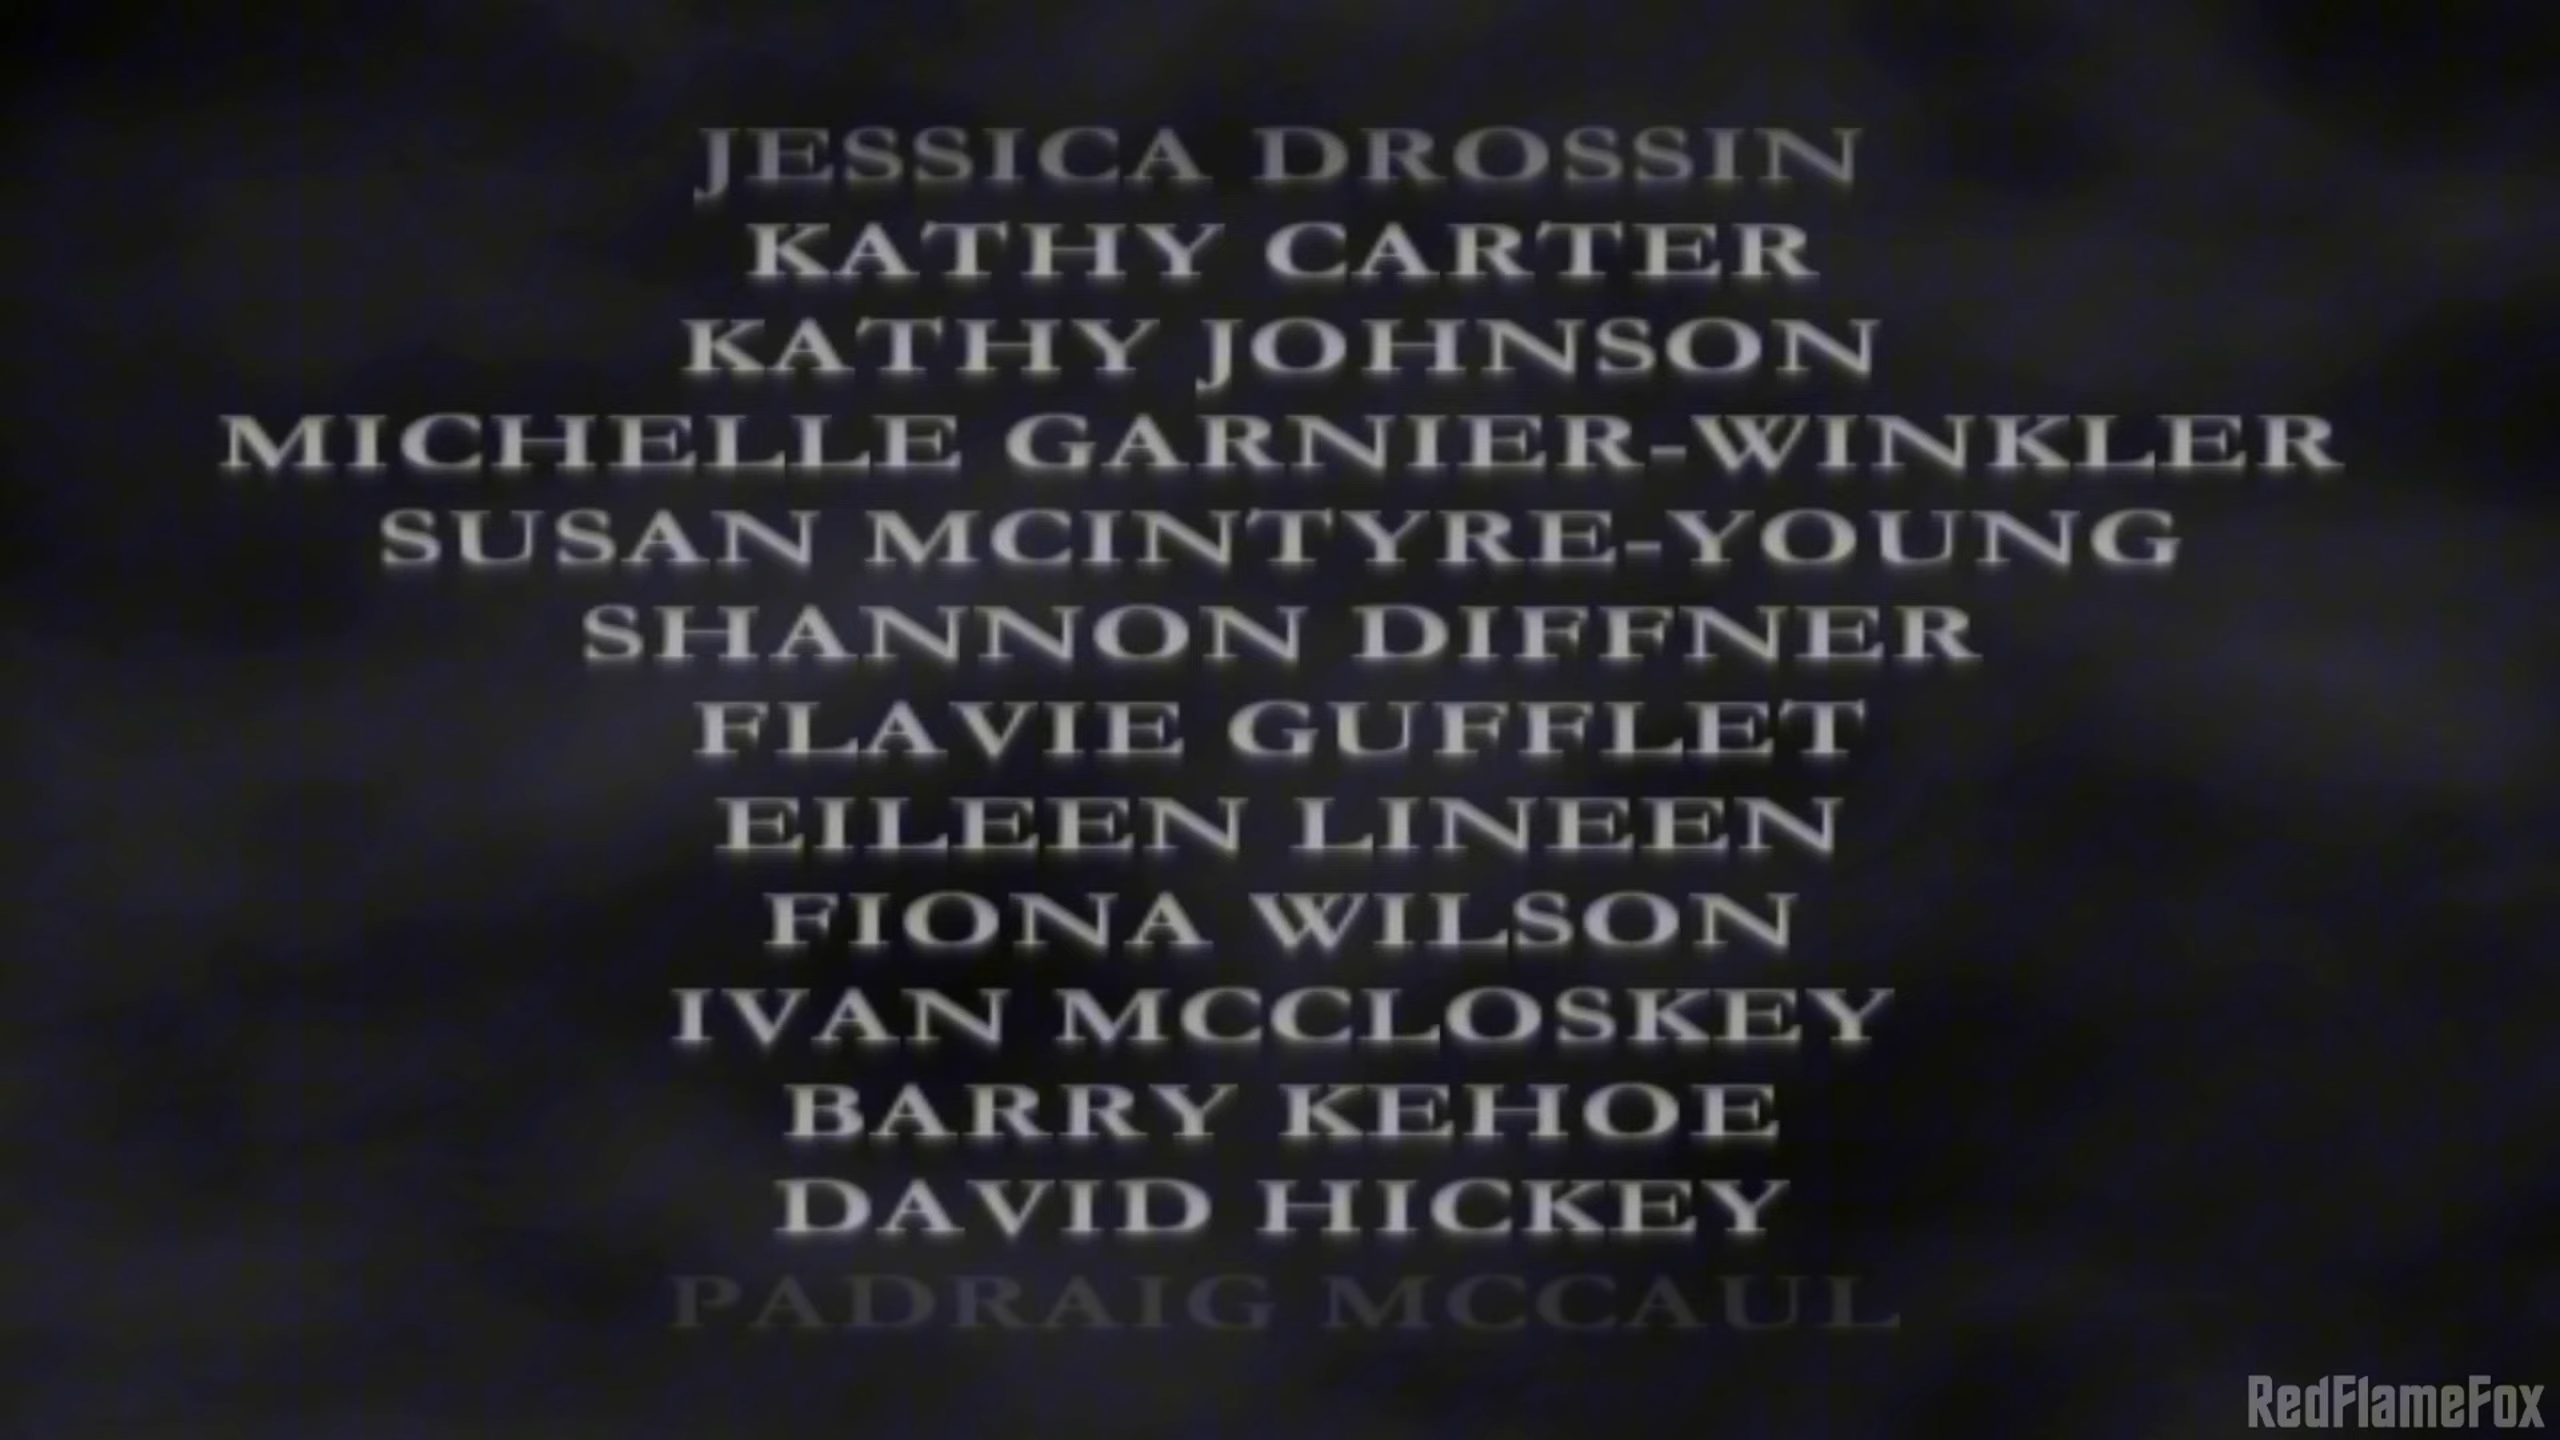 JESSICA DROSSIN
KATHY CARTER
KATHY JOHNSON
MICHELLE GARNIER-WINKLER
SUSAN MCINTYRE-YOUNG
SHANNON DIFFNER
FLAVIE GUFFLET
EILEEN LINEEN
FIONA WILSON
IVAN MCCLOSKEY
BARRY KEHOE
DAVID HICKEY
PADRAIG MCCAUL
RedFlameFox